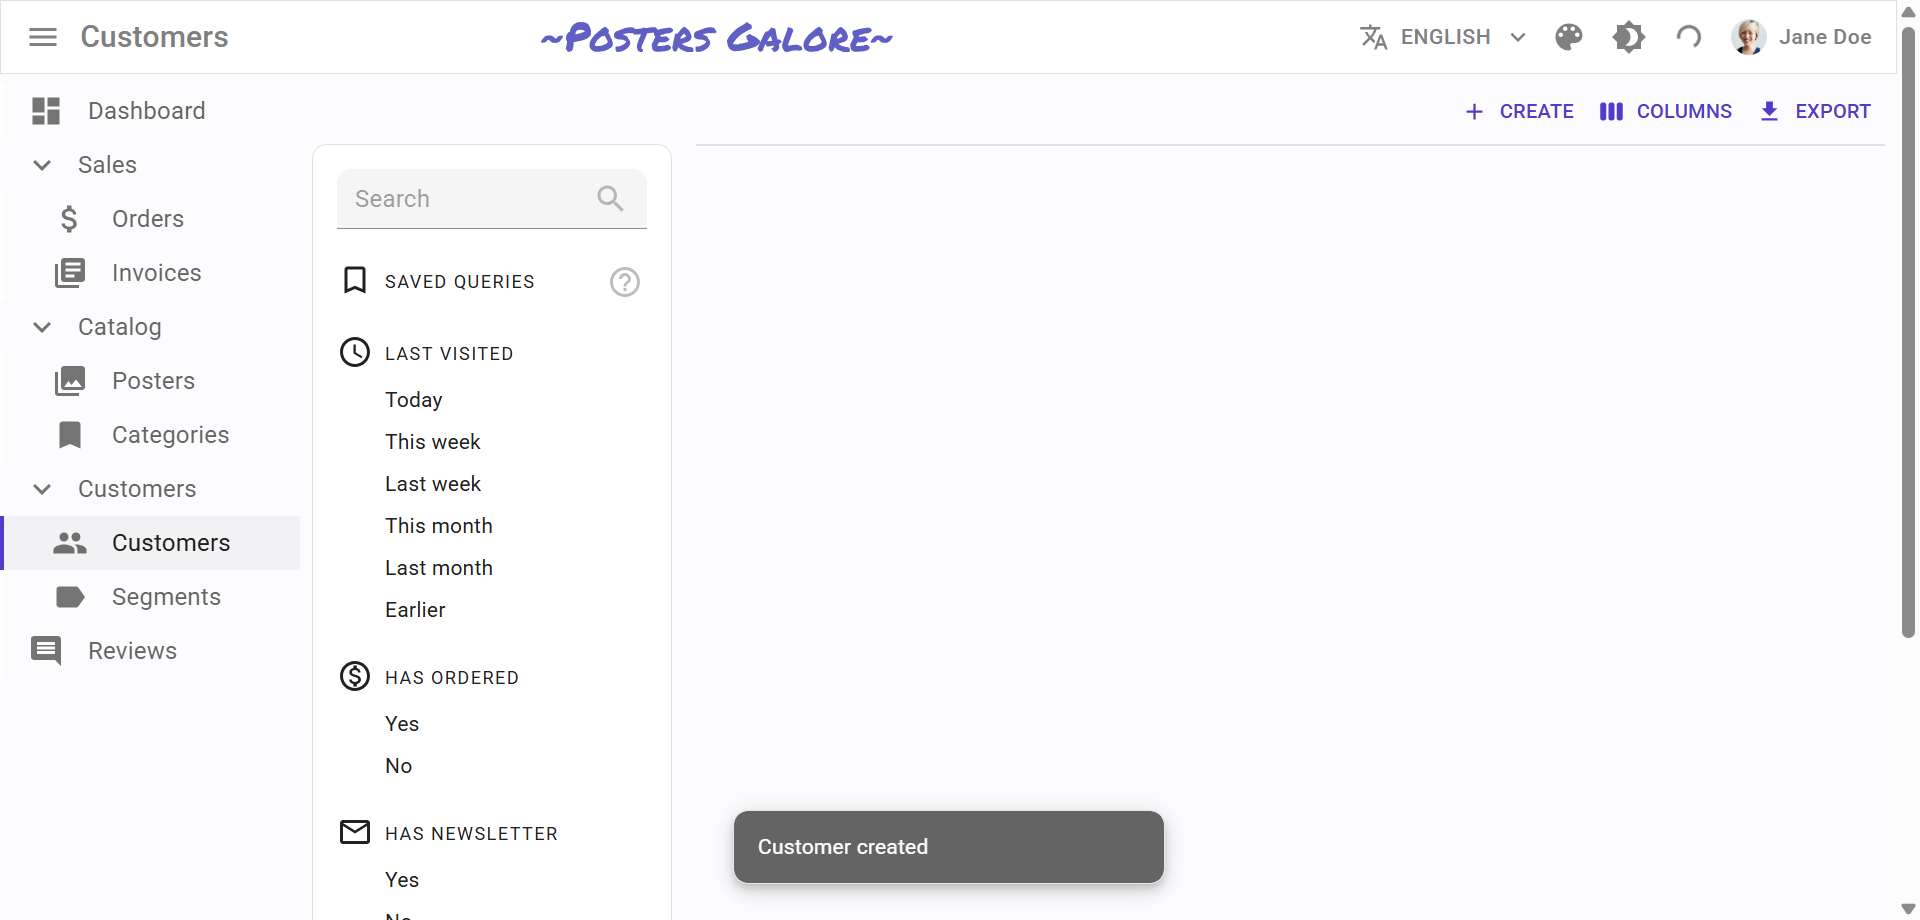 Customers
~Posters Galore~
ENGLISH
Jane Doe
Dashboard
Sales
Orders
Invoices
Catalog
Posters
Categories
Customers
Customers
Segments
Reviews
CREATE
COLUMNS
EXPORT
Search
SAVED QUERIES
LAST VISITED
Today
This week
Last week
This month
Last month
Earlier
HAS ORDERED
Yes
No
HAS NEWSLETTER
Yes
No
Customer created